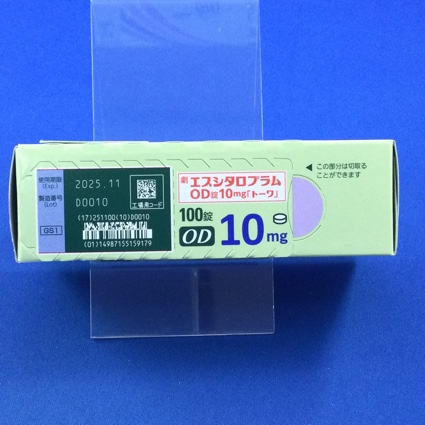 使用期限
(Exp.)
2025.11
製造番号
(Lot)
D0010
工場用コード
(17)251100(10)D0010
GS1
(01)14987155159179
劇 エスシタロプラム
OD錠10mg「トーワ」
100錠
OD 10mg
◀ この部分は切取る
ことができます